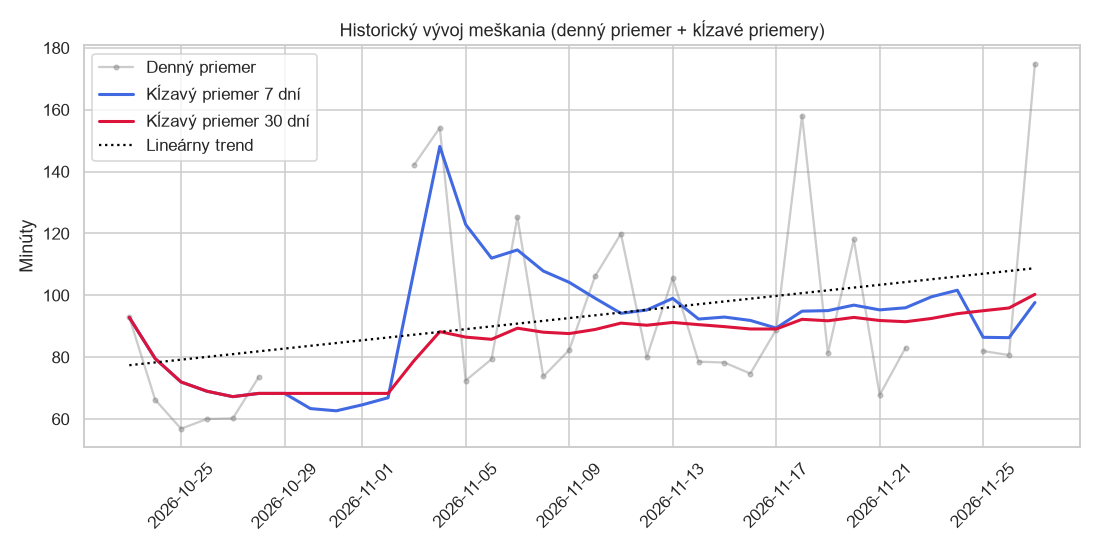 Historický vývoj meškania (denný priemer + kĺzavé priemery)
180
160
140
120
100
80
60
Minúty
Denný priemer
Kĺzavý priemer 7 dní
Kĺzavý priemer 30 dní
Lineárny trend
2026-10-25
2026-10-29
2026-11-01
2026-11-05
2026-11-09
2026-11-13
2026-11-17
2026-11-21
2026-11-25